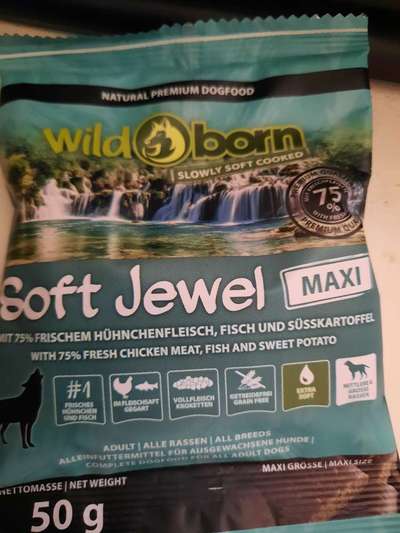 NATURAL PREMIUM DOGFOOD
Wildborn
SLOWLY SOFT COOKED
75%
WITH FRESH
Soft Jewel
MAXI
MIT 75% FRISCHEM HÜHNCHENFLEISCH, FISCH UND SÜSSKARTOFFEL
WITH 75% FRESH CHICKEN MEAT, FISH AND SWEET POTATO
#1
FRISCHES
HÜHNCHEN
UND FISCH
IM FLEISCHSAFT
GEGART
VOLLFLEISCH
KROKETTEN
GETREIDEFREI
GRAIN FREE
EXTRA
SOFT
MITTLERE &
GROSSE
RASSEN
ADULT | ALLE RASSEN | ALL BREEDS
ALLEINFUTTERMITTEL FÜR AUSGEWACHSENE HUNDE /
COMPLETE DOGFOOD FOR ALL ADULT DOGS
MAXI GRÖSSE | MAXI SIZE
NETTOMASSE | NET WEIGHT
50 g